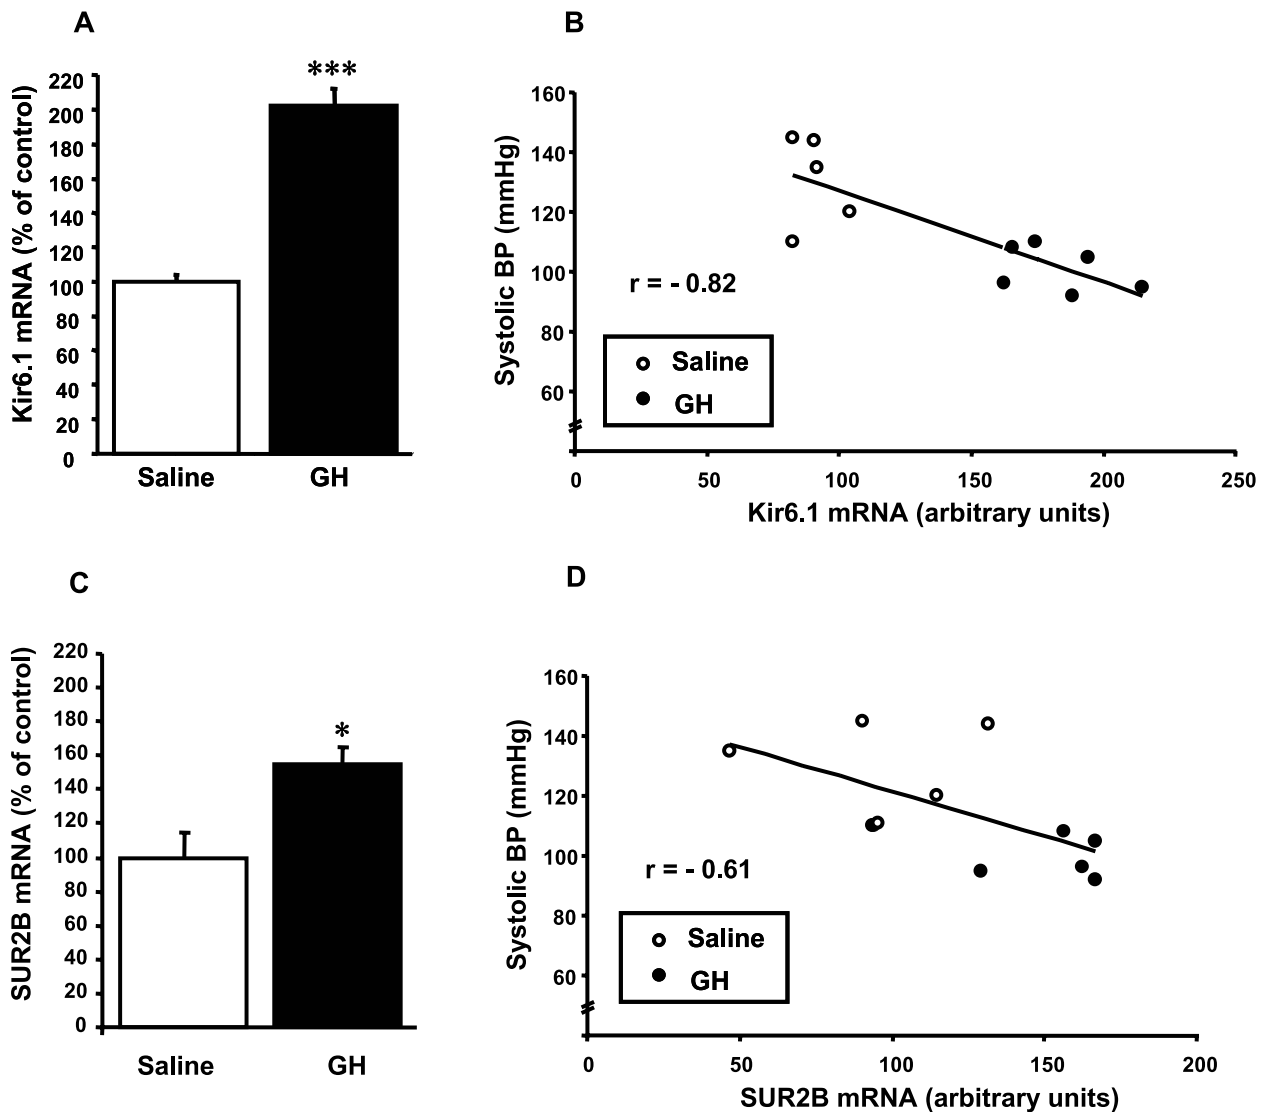 A
Kir6.1 mRNA (% of control)
220
200
180
160
140
120
100
80
60
40
20
0
***
Saline
GH
B
Systolic BP (mmHg)
160
140
120
100
80
60
r = - 0.82
Saline
GH
0
50
100
150
200
250
Kir6.1 mRNA (arbitrary units)
C
SUR2B mRNA (% of control)
220
200
180
160
140
120
100
80
60
40
20
0
*
Saline
GH
D
Systolic BP (mmHg)
160
140
120
100
80
60
r = - 0.61
Saline
GH
0
50
100
150
200
SUR2B mRNA (arbitrary units)